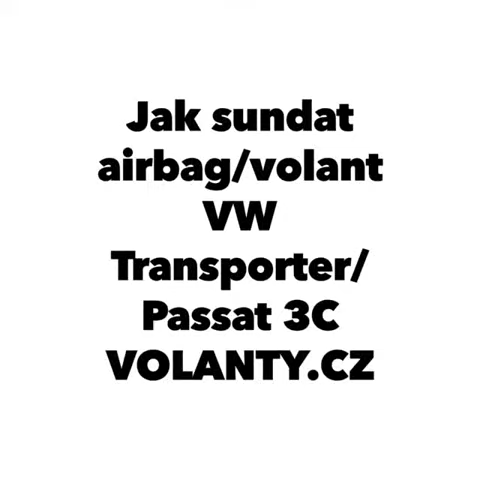 Jak sundat
airbag/volant
VW
Transporter/
Passat 3C
VOLANTY.CZ